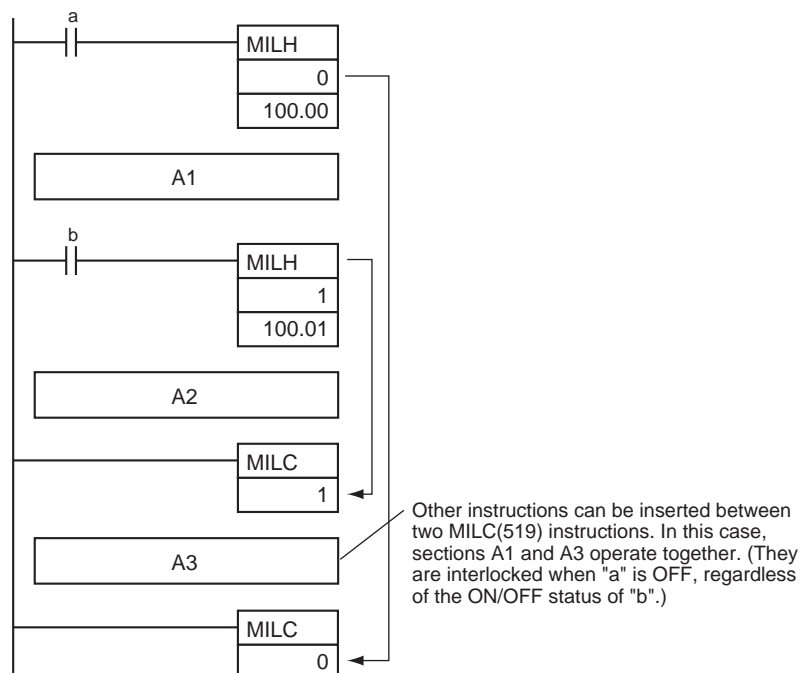 a
MILH
0
100.00
A1
b
MILH
1
100.01
A2
MILC
1
Other instructions can be inserted between
two MILC(519) instructions. In this case,
sections A1 and A3 operate together. (They
are interlocked when "a" is OFF, regardless
of the ON/OFF status of "b".)
A3
MILC
0